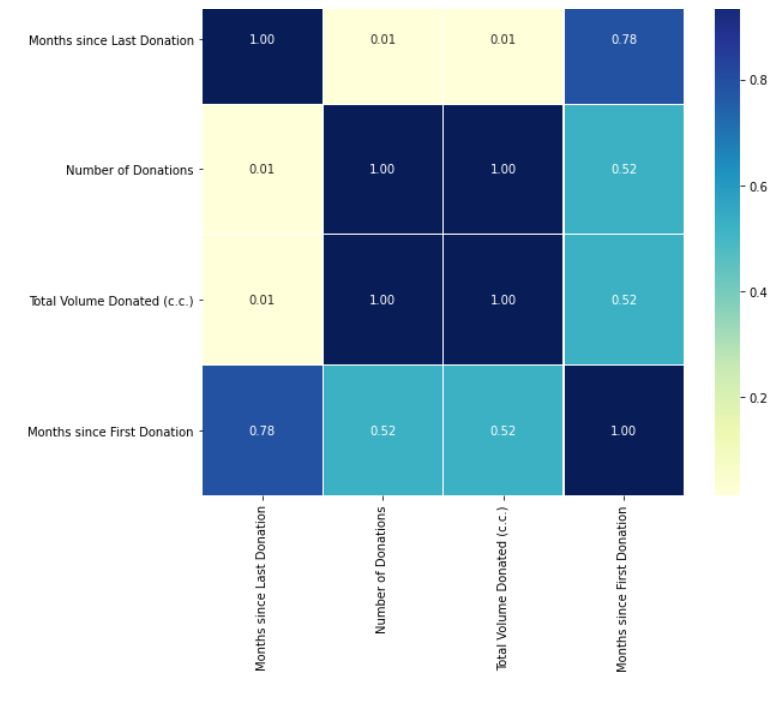 Months since Last Donation 1.00 0.01 0.01 0.78
0.8
Number of Donations 0.01 1.00 1.00 0.52
0.6
Total Volume Donated (c.c.) 0.01 1.00 1.00 0.52
0.4
0.2
Months since First Donation 0.78 0.52 0.52 1.00
Months since Last Donation
Number of Donations
Total Volume Donated (c.c.)
Months since First Donation